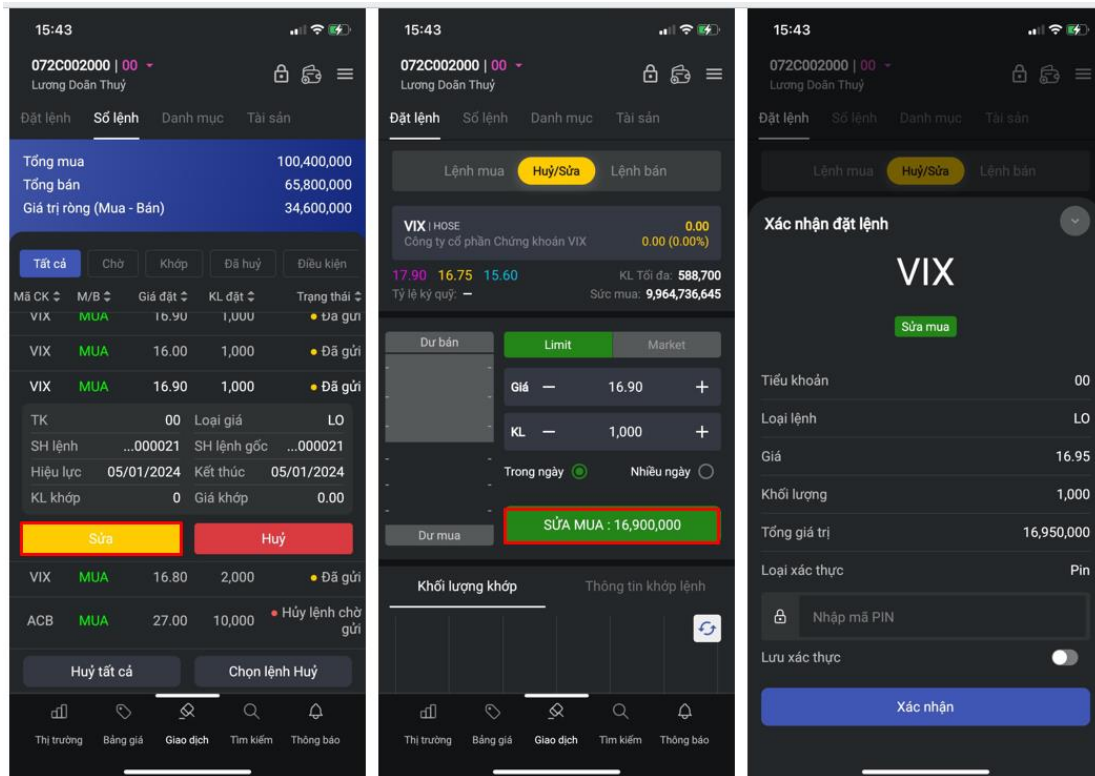 15:43
072C002000 | 00
Lương Doãn Thuỷ
Đặt lệnh Sổ lệnh Danh mục Tài sản
Tổng mua 100,400,000
Tổng bán 65,800,000
Giá trị ròng (Mua - Bán) 34,600,000
Tất cả Chờ Khớp Đã huỷ Điều kiện
Mã CK M/B Giá đặt KL đặt Trạng thái
VIX MUA 16.90 1,000 Đã gửi
VIX MUA 16.00 1,000 Đã gửi
VIX MUA 16.90 1,000 Đã gửi
TK 00 Loại giá LO
SH lệnh ...000021 SH lệnh gốc ...000021
Hiệu lực 05/01/2024 Kết thúc 05/01/2024
KL khớp 0 Giá khớp 0.00
Sửa Huỷ
VIX MUA 16.80 2,000 Đã gửi
ACB MUA 27.00 10,000 Hủy lệnh chờ
gửi
Huỷ tất cả Chọn lệnh Huỷ
Thị trường Bảng giá Giao dịch Tìm kiếm Thông báo
15:43
072C002000 | 00
Lương Doãn Thuỷ
Đặt lệnh Sổ lệnh Danh mục Tài sản
Lệnh mua Huỷ/Sửa Lệnh bán
VIX | HOSE 0.00
Công ty cổ phần Chứng khoán VIX 0.00 (0.00%)
17.90 16.75 15.60 KL Tối đa: 588,700
Tỷ lệ ký quỹ: – Sức mua: 9,964,736,645
Dư bán Limit Market
Giá — 16.90 +
KL — 1,000 +
Trong ngày Nhiều ngày
SỬA MUA : 16,900,000
Dư mua
Khối lượng khớp Thông tin khớp lệnh
Thị trường Bảng giá Giao dịch Tìm kiếm Thông báo
15:43
072C002000 | 00
Lương Doãn Thuỷ
Đặt lệnh Sổ lệnh Danh mục Tài sản
Lệnh mua Huỷ/Sửa Lệnh bán
Xác nhận đặt lệnh
VIX
Sửa mua
Tiểu khoản 00
Loại lệnh LO
Giá 16.95
Khối lượng 1,000
Tổng giá trị 16,950,000
Loại xác thực Pin
Nhập mã PIN
Lưu xác thực
Xác nhận